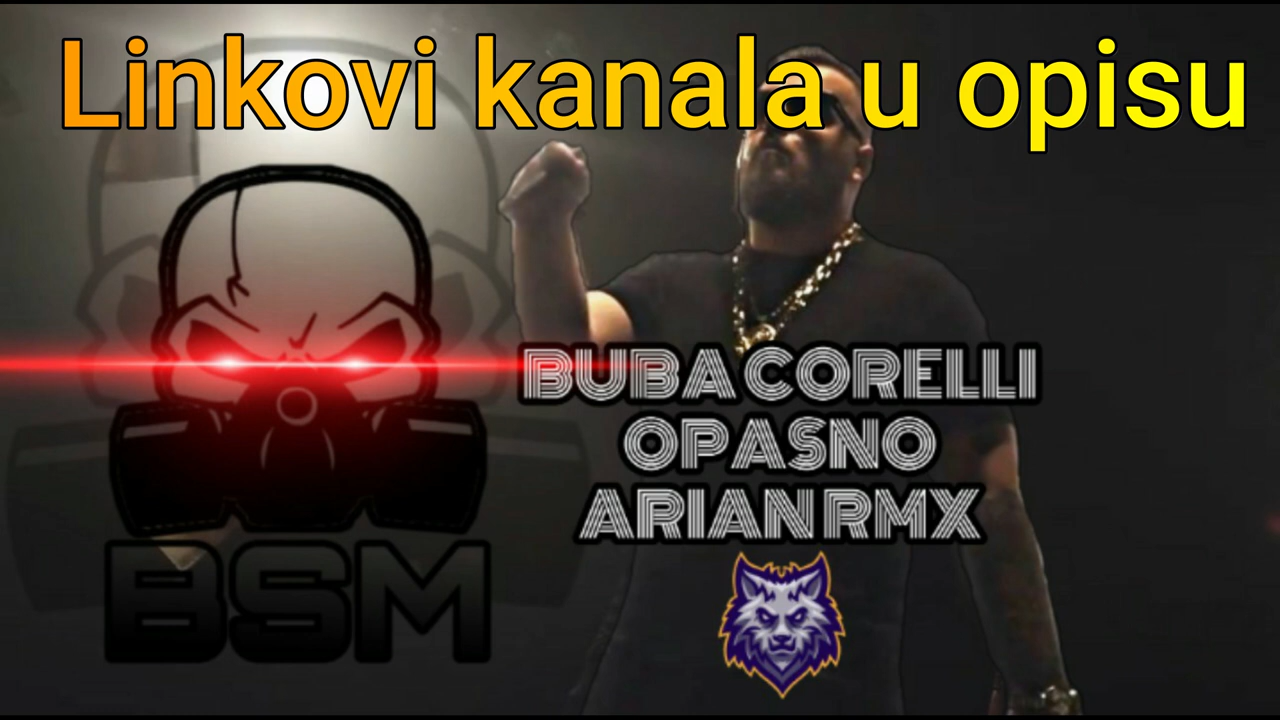 Linkovi kanala u opisu
BUBA CORELLI
OPASNO
ARIAN RMX
BSM